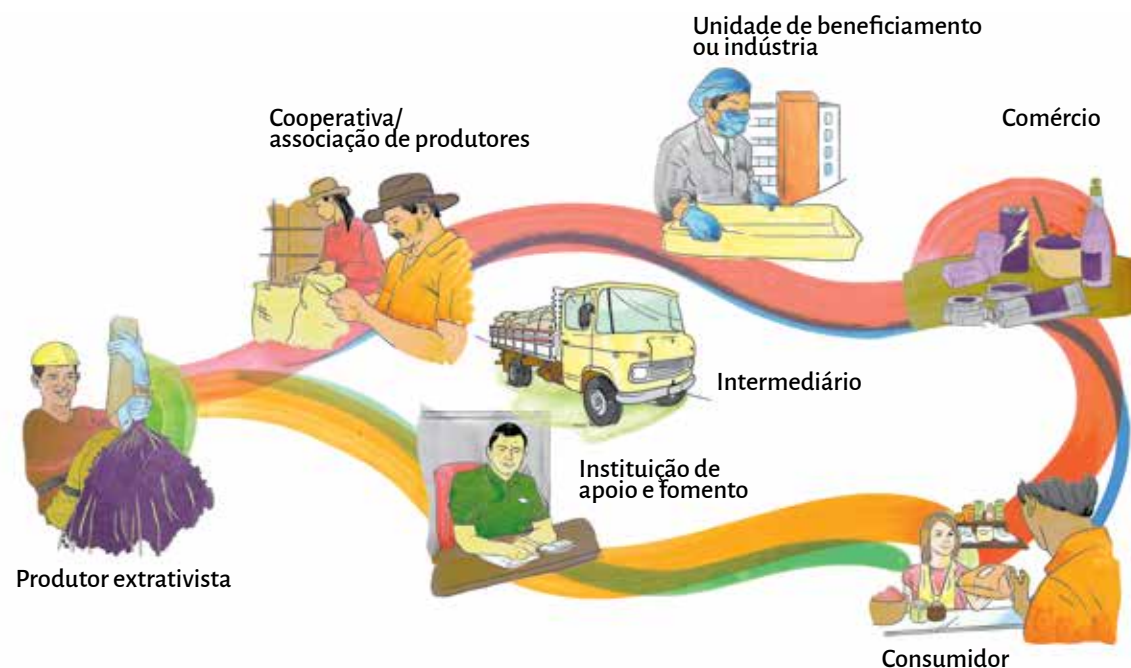 Unidade de beneficiamento
ou indústria
Cooperativa/
associação de produtores
Comércio
Intermediário
Instituição de
apoio e fomento
Produtor extrativista
Consumidor